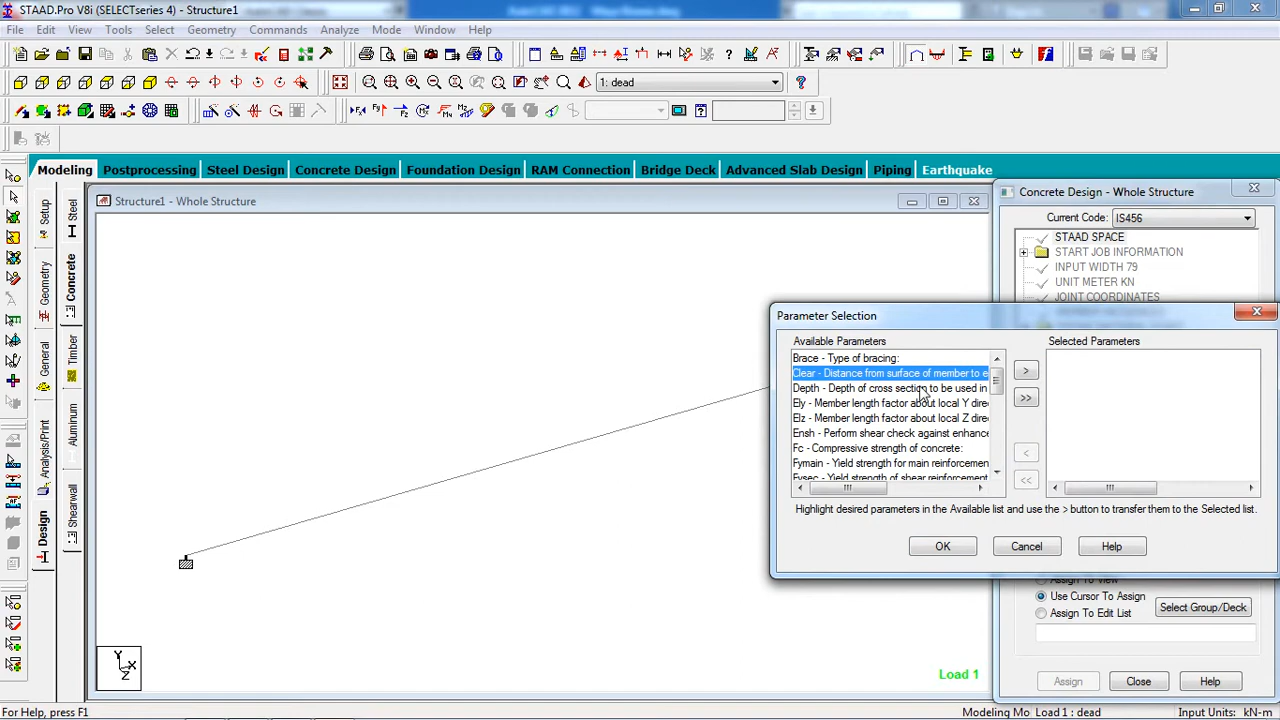 STAAD.Pro V8i (SELECTseries 4) - Structure1
File Edit View Tools Select Geometry Commands Analyze Mode Window Help
1: dead
Modeling Postprocessing Steel Design Concrete Design Foundation Design RAM Connection Bridge Deck Advanced Slab Design Piping Earthquake
Setup
Geometry
General
Analysis/Print
Design
Steel
Concrete
Timber
Aluminum
Shearwall
Structure1 - Whole Structure
Concrete Design - Whole Structure
Current Code: IS456
STAAD SPACE
START JOB INFORMATION
INPUT WIDTH 79
UNIT METER KN
JOINT COORDINATES
Parameter Selection
Available Parameters
Selected Parameters
Brace - Type of bracing:
Clear - Distance from surface of member to e
Depth - Depth of cross section to be used in
Ely - Member length factor about local Y dire
Elz - Member length factor about local Z dire
Ensh - Perform shear check against enhance
Fc - Compressive strength of concrete:
Fymain - Yield strength for main reinforcemen
Fysec - Yield strength of shear reinforcement
>
>>
<
<<
Highlight desired parameters in the Available list and use the > button to transfer them to the Selected list.
OK Cancel Help
Assign To View
Use Cursor To Assign
Assign To Edit List
Select Group/Deck
Assign Close Help
Y
X
Z
Load 1
For Help, press F1
Modeling Mo Load 1 : dead Input Units: kN-m